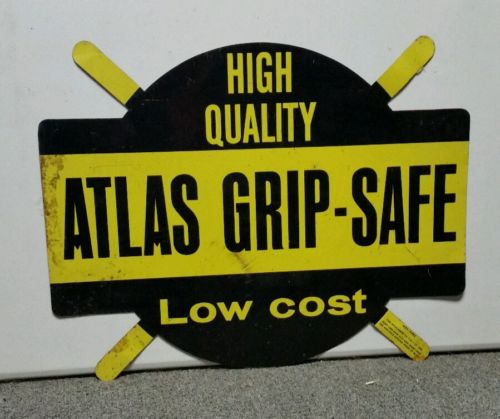 HIGH
QUALITY
ATLAS GRIP-SAFE
Low cost